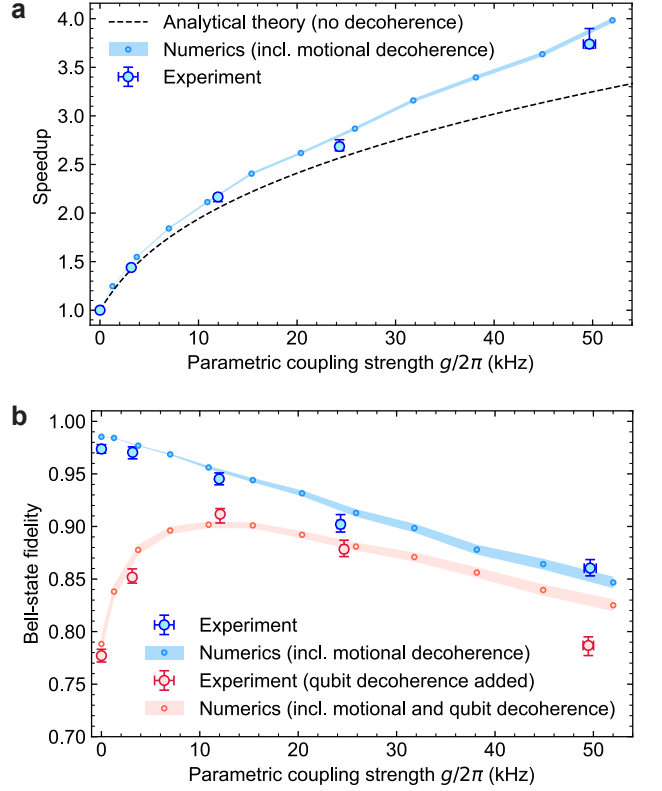 a
Analytical theory (no decoherence)
Numerics (incl. motional decoherence)
Experiment
Speedup
4.0
3.5
3.0
2.5
2.0
1.5
1.0
0 10 20 30 40 50
Parametric coupling strength g/2π (kHz)
b
Bell-state fidelity
1.00
0.95
0.90
0.85
0.80
0.75
0.70
Experiment
Numerics (incl. motional decoherence)
Experiment (qubit decoherence added)
Numerics (incl. motional and qubit decoherence)
0 10 20 30 40 50
Parametric coupling strength g/2π (kHz)